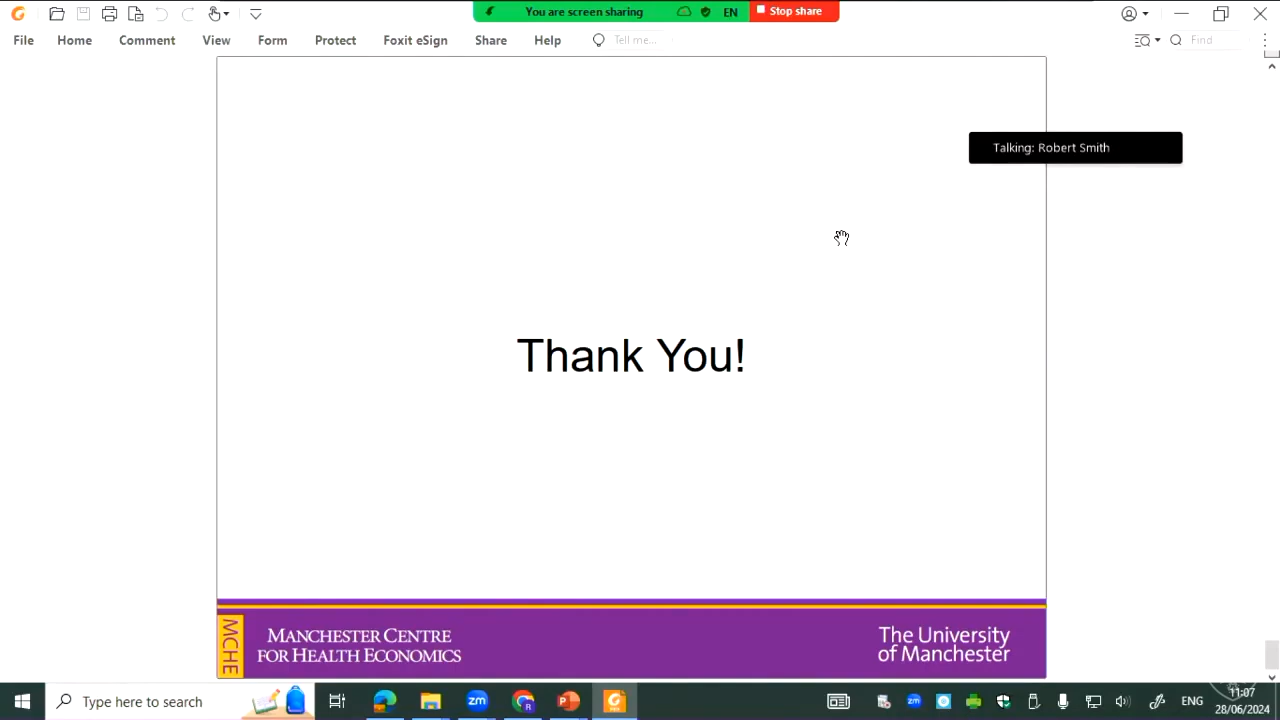 You are screen sharing
EN
Stop share
File
Home
Comment
View
Form
Protect
Foxit eSign
Share
Help
Tell me...
Find
Talking: Robert Smith
Thank You!
MCHE
MANCHESTER CENTRE
FOR HEALTH ECONOMICS
The University
of Manchester
Type here to search
zm
ENG
11:07
28/06/2024